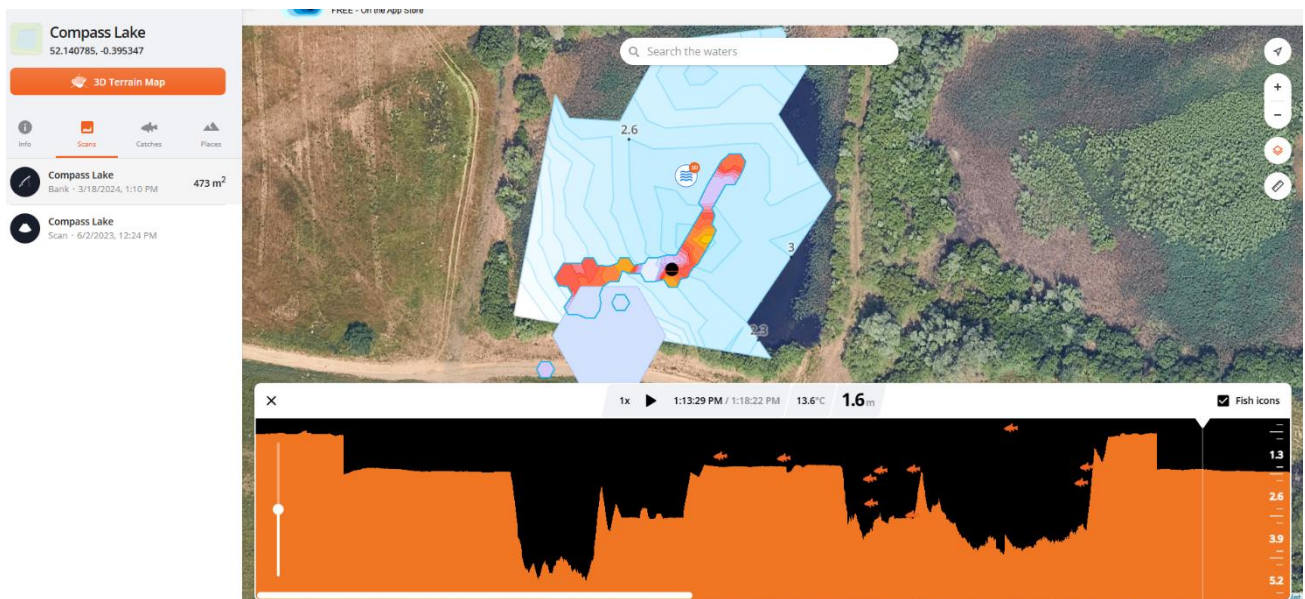 FREE - On the App Store
Compass Lake
52.140785, -0.395347
3D Terrain Map
Info
Scans
Catches
Places
Compass Lake
Bank - 3/18/2024, 1:10 PM
473 m²
Compass Lake
Scan - 6/2/2023, 12:24 PM
Search the waters
2.6
3D
3
2.3
1x
1:13:29 PM / 1:18:22 PM
13.6°C
1.6 m
Fish icons
1.3
2.6
3.9
5.2